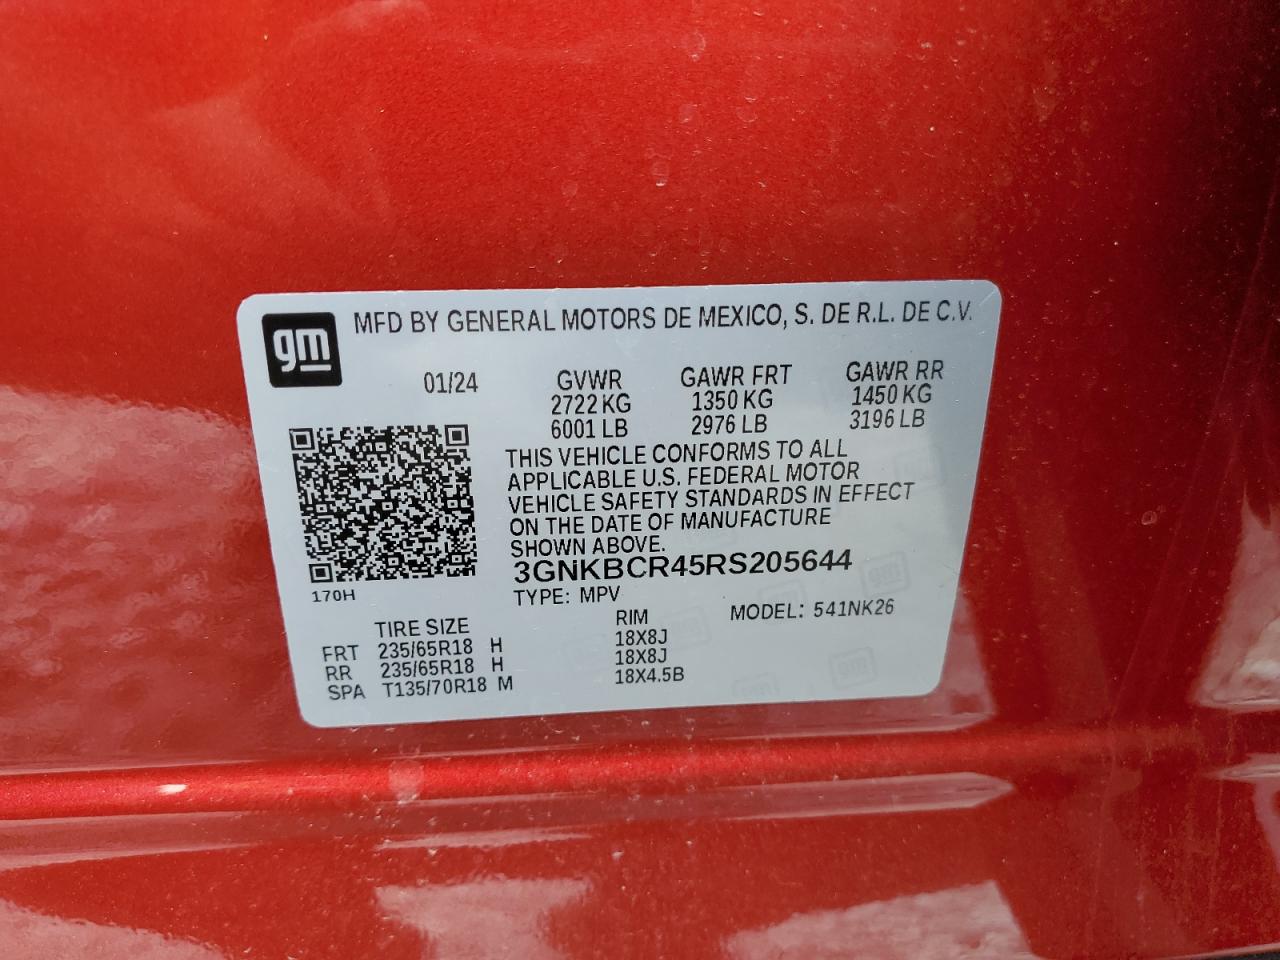 gm
MFD BY GENERAL MOTORS DE MEXICO, S. DE R.L. DE C.V.
01/24 GVWR GAWR FRT GAWR RR
2722 KG 1350 KG 1450 KG
6001 LB 2976 LB 3196 LB
THIS VEHICLE CONFORMS TO ALL
APPLICABLE U.S. FEDERAL MOTOR
VEHICLE SAFETY STANDARDS IN EFFECT
ON THE DATE OF MANUFACTURE
SHOWN ABOVE.
3GNKBCR45RS205644
170H
TYPE: MPV MODEL: 541NK26
TIRE SIZE RIM
FRT 235/65R18 H 18X8J
RR 235/65R18 H 18X8J
SPA T135/70R18 M 18X4.5B